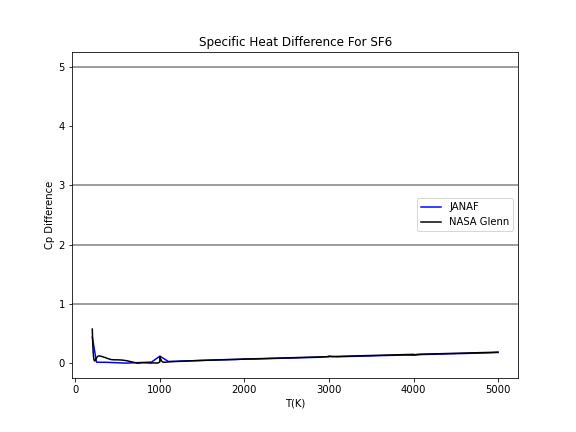 Specific Heat Difference For SF6
5
4
3
2
1
0
Cp Difference
JANAF
NASA Glenn
0
1000
2000
3000
4000
5000
T(K)